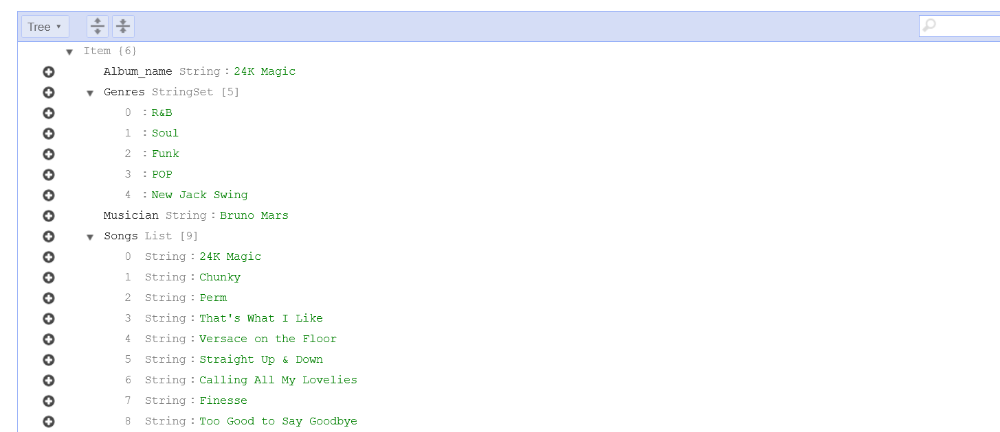 Tree
Item {6}
Album_name String : 24K Magic
Genres StringSet [5]
0 : R&B
1 : Soul
2 : Funk
3 : POP
4 : New Jack Swing
Musician String : Bruno Mars
Songs List [9]
0 String : 24K Magic
1 String : Chunky
2 String : Perm
3 String : That's What I Like
4 String : Versace on the Floor
5 String : Straight Up & Down
6 String : Calling All My Lovelies
7 String : Finesse
8 String : Too Good to Say Goodbye